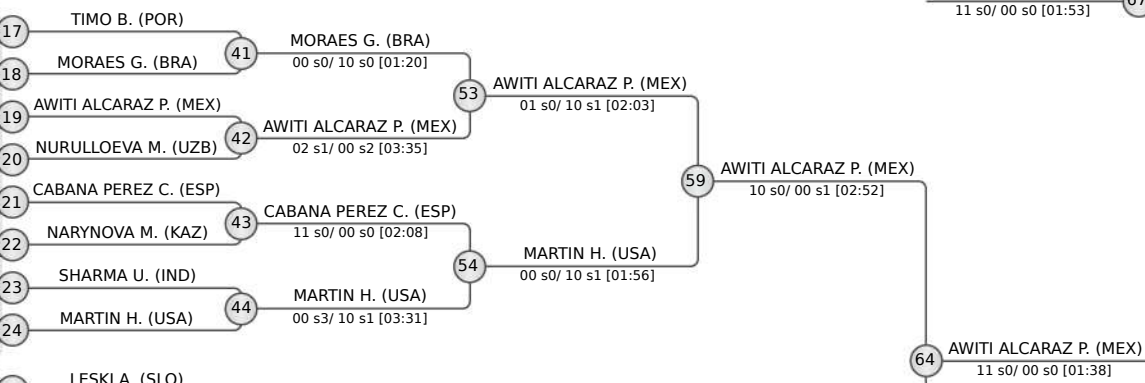 11 s0/ 00 s0 [01:53]
67
17
TIMO B. (POR)
41
MORAES G. (BRA)
00 s0/ 10 s0 [01:20]
18
MORAES G. (BRA)
53
AWITI ALCARAZ P. (MEX)
01 s0/ 10 s1 [02:03]
19
AWITI ALCARAZ P. (MEX)
42
AWITI ALCARAZ P. (MEX)
02 s1/ 00 s2 [03:35]
20
NURULLOEVA M. (UZB)
59
AWITI ALCARAZ P. (MEX)
10 s0/ 00 s1 [02:52]
21
CABANA PEREZ C. (ESP)
43
CABANA PEREZ C. (ESP)
11 s0/ 00 s0 [02:08]
22
NARYNOVA M. (KAZ)
54
MARTIN H. (USA)
00 s0/ 10 s1 [01:56]
23
SHARMA U. (IND)
44
MARTIN H. (USA)
00 s3/ 10 s1 [03:31]
24
MARTIN H. (USA)
64
AWITI ALCARAZ P. (MEX)
11 s0/ 00 s0 [01:38]
LESKI A. (SLO)